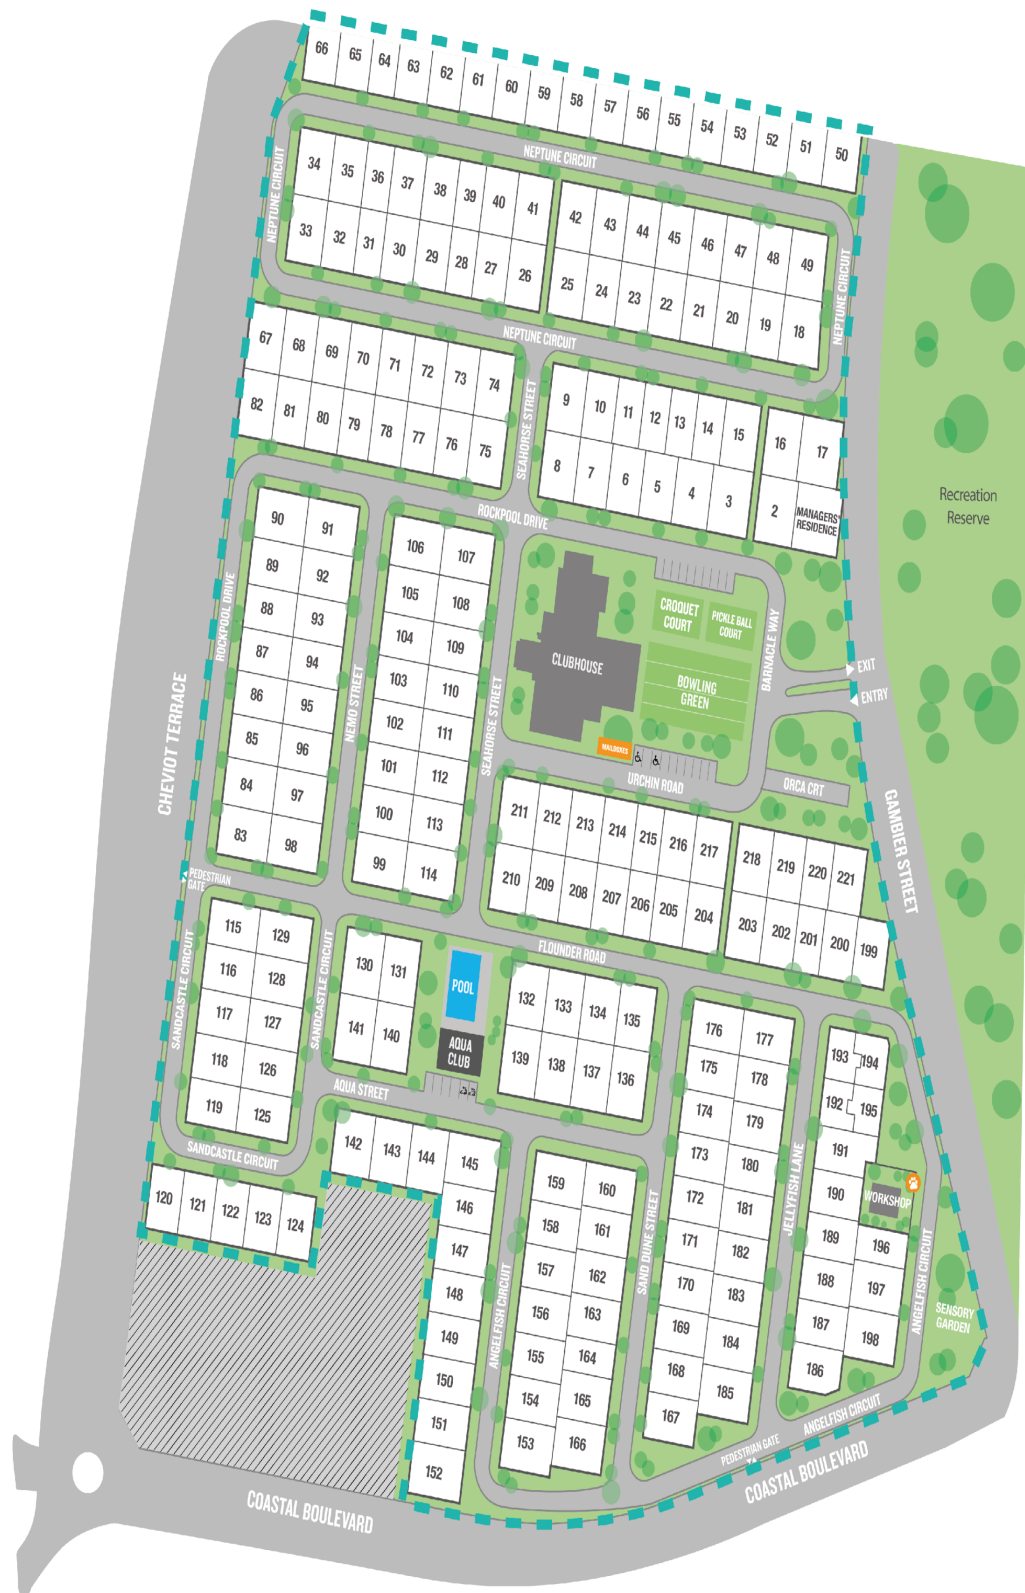 66 65 64 63 62 61 60 59 58 57 56 55 54 53 52 51 50
NEPTUNE CIRCUIT
NEPTUNE CIRCUIT
34 35 36 37 38 39 40 41 42 43 44 45 46 47 48 49
33 32 31 30 29 28 27 26 25 24 23 22 21 20 19 18
NEPTUNE CIRCUIT
NEPTUNE CIRCUIT
67 68 69 70 71 72 73 74
82 81 80 79 78 77 76 75
SEAHORSE STREET
9 10 11 12 13 14 15 16 17
8 7 6 5 4 3 2
MANAGERS'
RESIDENCE
Recreation
Reserve
ROCKPOOL DRIVE
ROCKPOOL DRIVE
90 91
89 92
88 93
87 94
86 95
85 96
84 97
83 98
NEMO STREET
106 107
105 108
104 109
103 110
102 111
101 112
100 113
99 114
SEAHORSE STREET
CLUBHOUSE
CROQUET
COURT
PICKLE BALL
COURT
BOWLING
GREEN
BARNACLE WAY
EXIT
ENTRY
MAILBOXES
URCHIN ROAD
ORCA CRT
CHEVIOT TERRACE
GAMBIER STREET
211 212 213 214 215 216 217 218 219 220 221
210 209 208 207 206 205 204 203 202 201 200 199
PEDESTRIAN
GATE
FLOUNDER ROAD
SANDCASTLE CIRCUIT
115 129
116 128
117 127
118 126
119 125
SANDCASTLE CIRCUIT
130 131
141 140
POOL
AQUA
CLUB
132 133 134 135
139 138 137 136
AQUA STREET
SANDCASTLE CIRCUIT
120 121 122 123 124
142 143 144 145
146
147
148
149
150
151
152
ANGELFISH CIRCUIT
159 160
158 161
157 162
156 163
155 164
154 165
153 166
SAND DUNE STREET
176 177
175 178
174 179
173 180
172 181
171 182
170 183
169 184
168 185
167
JELLYFISH LANE
193 194
192 195
191
190
WORKSHOP
189 196
188 197
187 198
186
ANGELFISH CIRCUIT
SENSORY
GARDEN
ANGELFISH CIRCUIT
PEDESTRIAN GATE
COASTAL BOULEVARD
COASTAL BOULEVARD